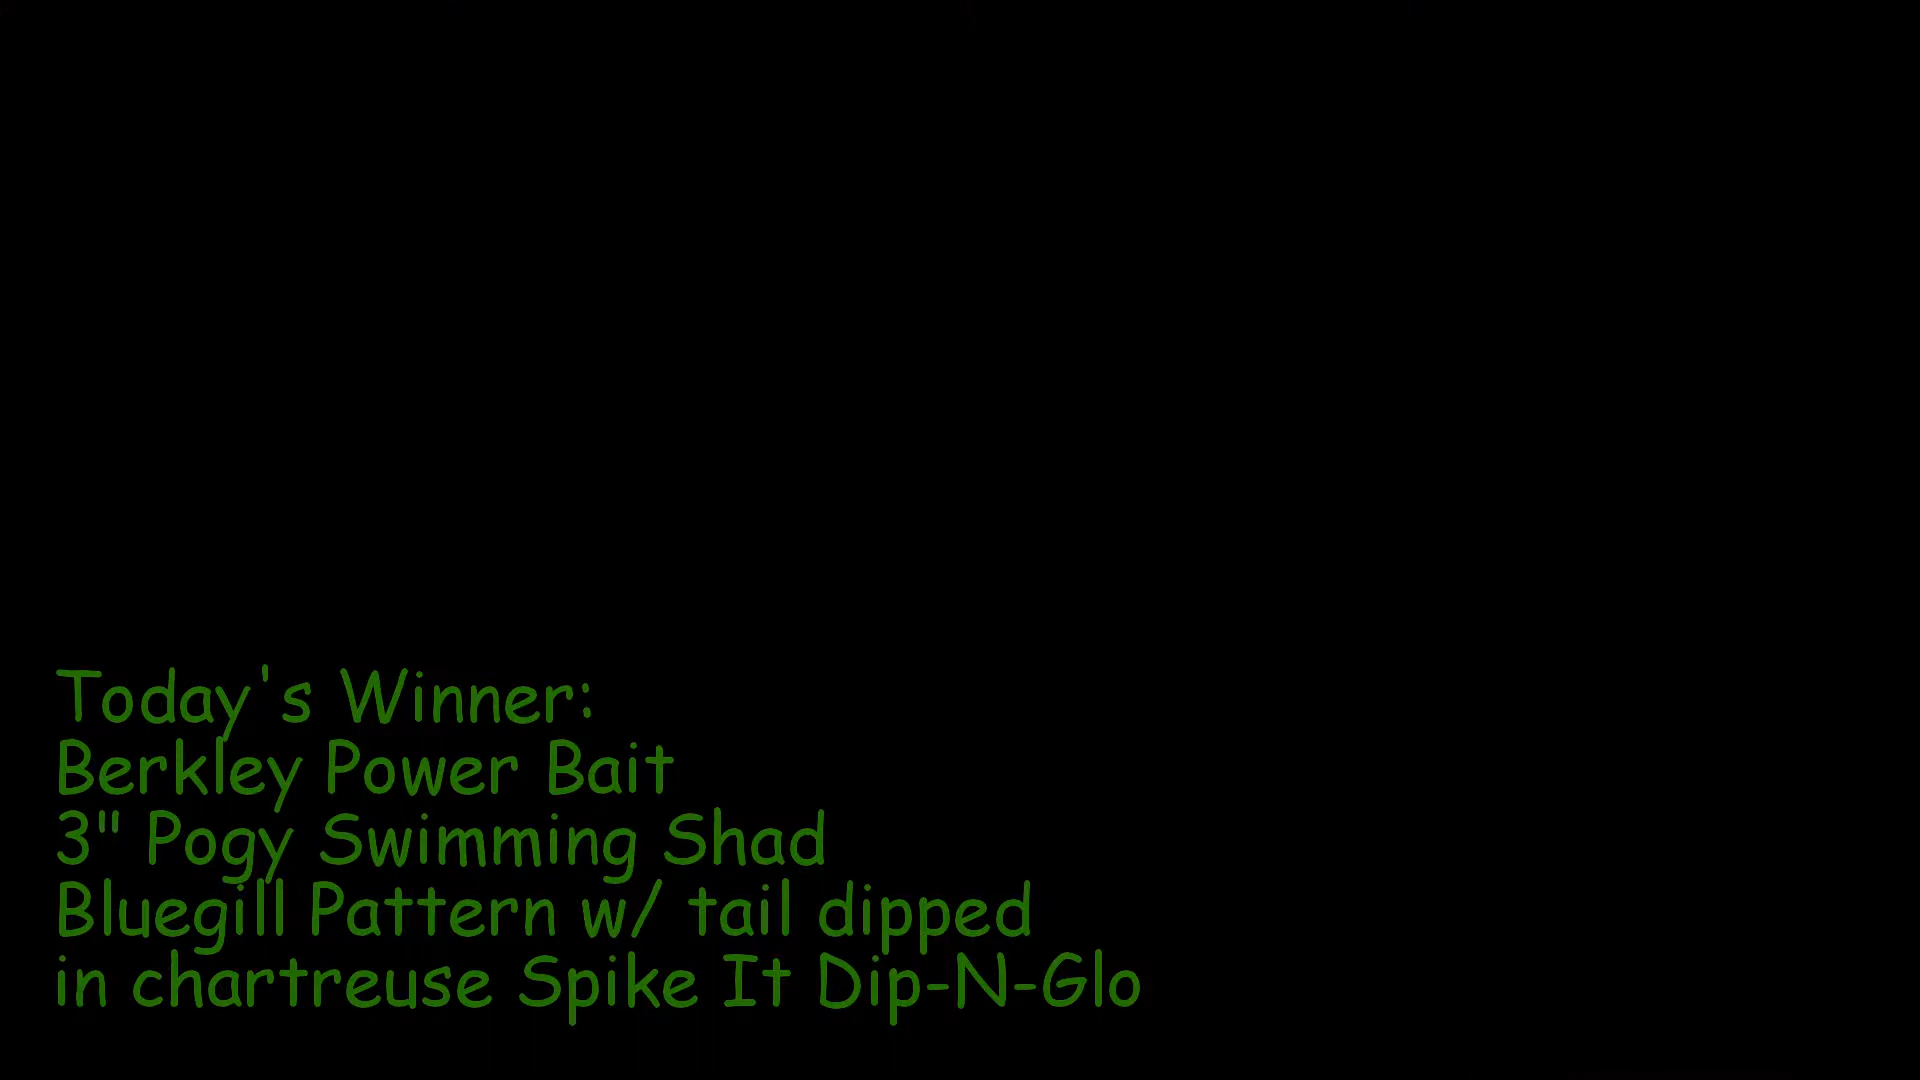 Today's Winner:
Berkley Power Bait
3" Pogy Swimming Shad
Bluegill Pattern w/ tail dipped
in chartreuse Spike It Dip-N-Glo